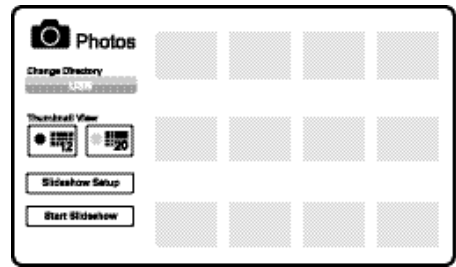 Photos
Change Directory
USB
Thumbnail View
12
20
Slideshow Setup
Start Slideshow